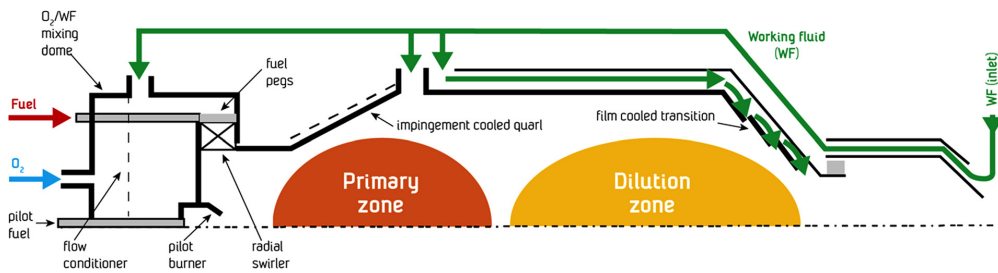 O₂/WF
mixing
dome
fuel
pegs
Working fluid
(WF)
WF (inlet)
Fuel
impingement cooled quarl
film cooled transition
O₂
Primary
zone
Dilution
zone
pilot
fuel
flow
conditioner
pilot
burner
radial
swirler